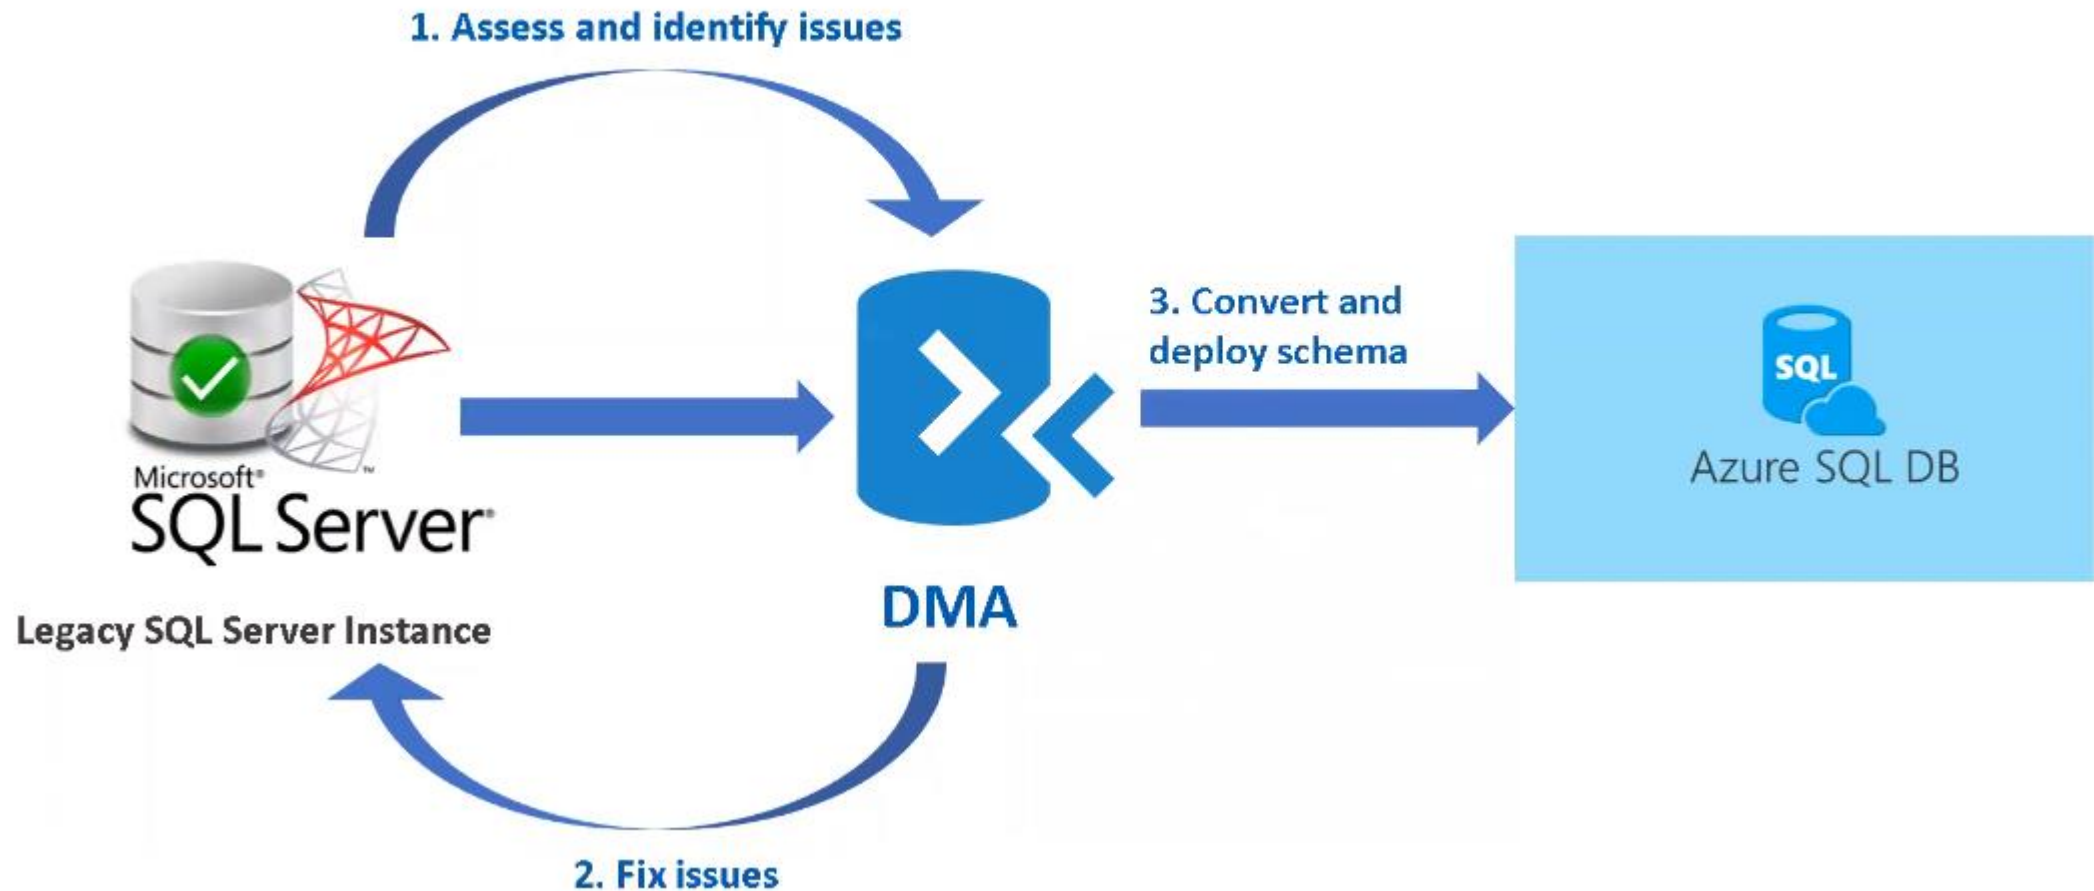 1. Assess and identify issues
3. Convert and
deploy schema
SQL
Azure SQL DB
Microsoft®
SQL Server®
™
DMA
Legacy SQL Server Instance
2. Fix issues